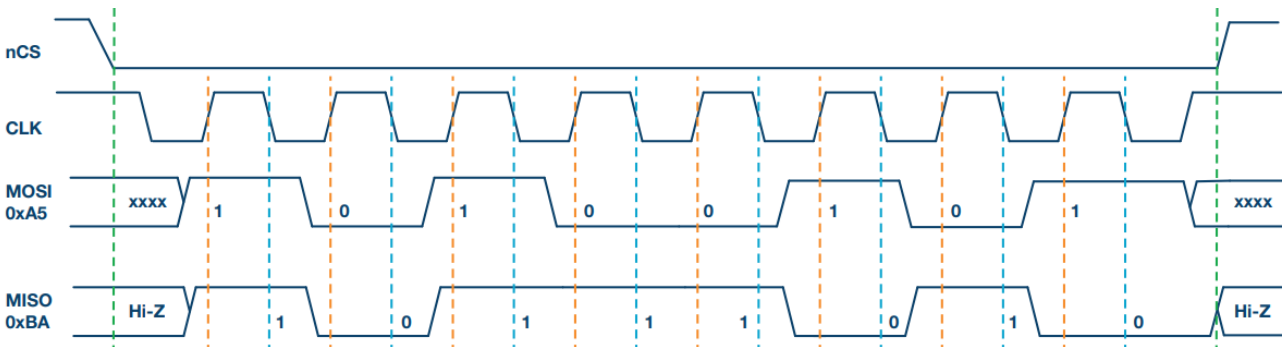 nCS
CLK
MOSI
0xA5
xxxx 1 0 1 0 0 1 0 1 xxxx
MISO
0xBA
Hi-Z 1 0 1 1 1 0 1 0 Hi-Z